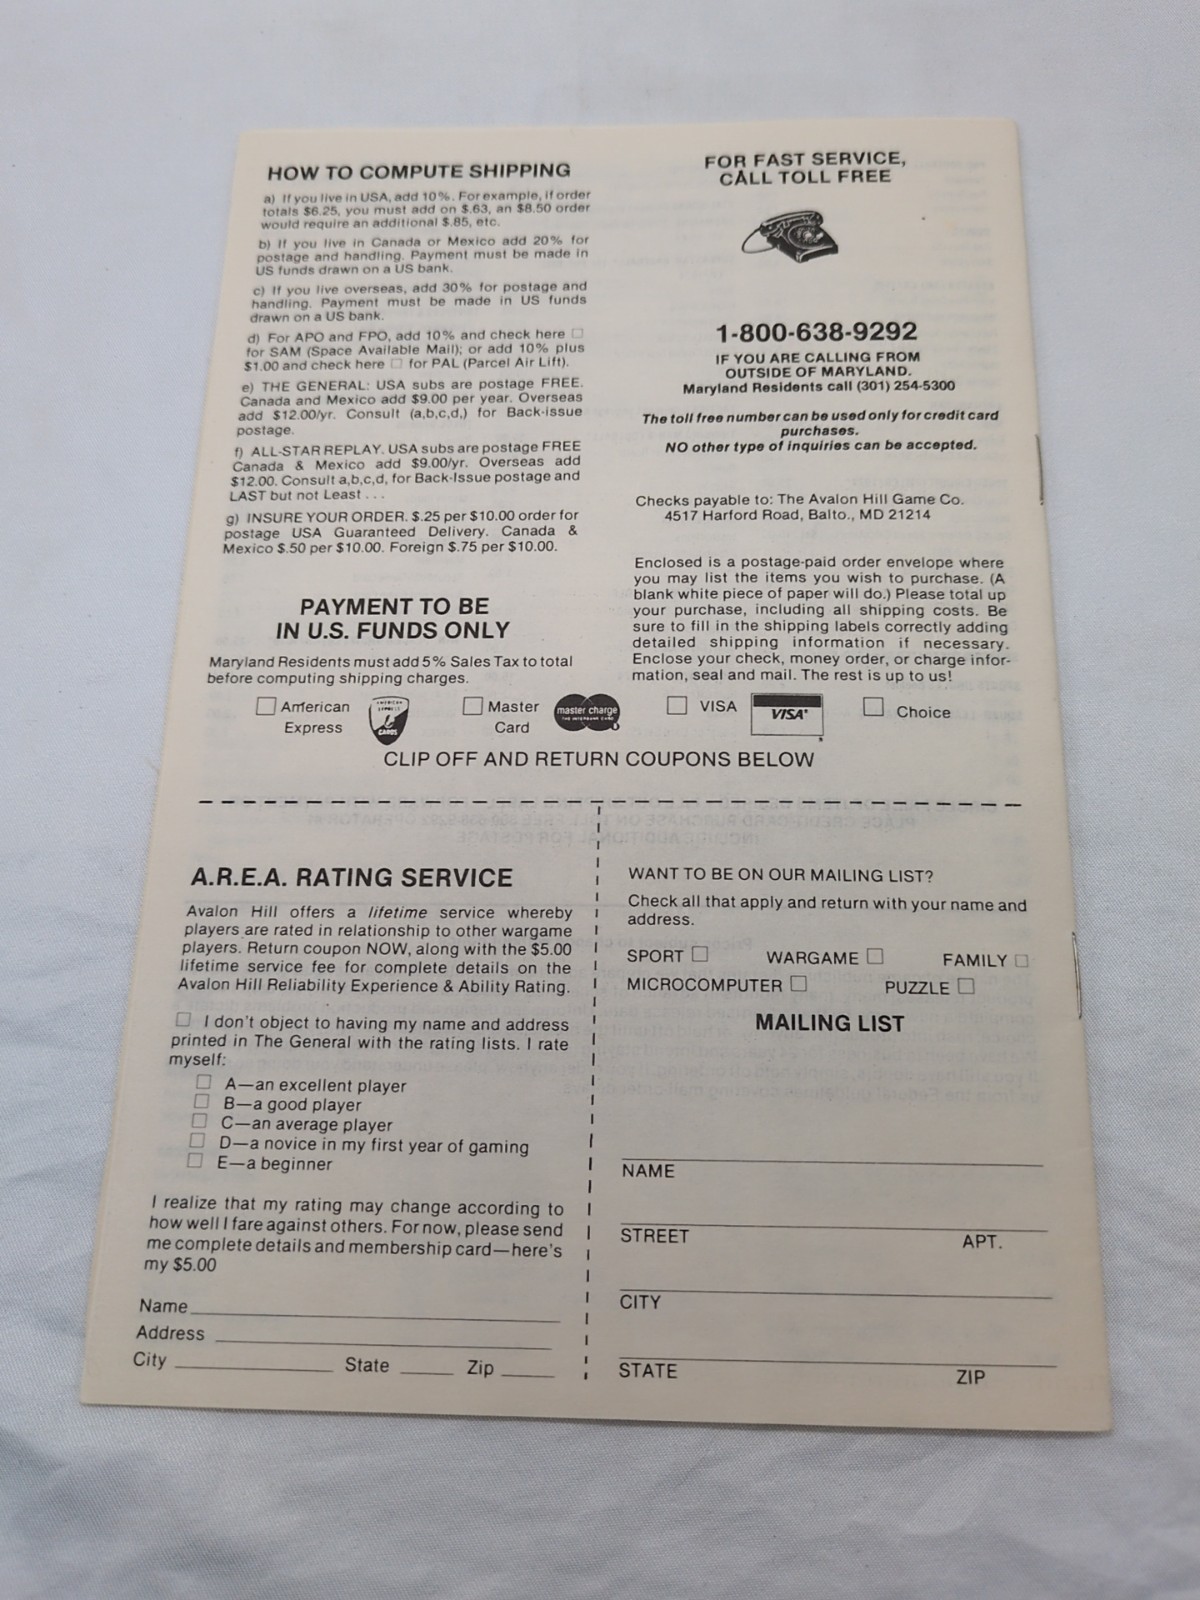 HOW TO COMPUTE SHIPPING
a) If you live in USA, add 10%. For example, if order
totals $6.25, you must add on $.63, an $8.50 order
would require an additional $.85, etc.
b) If you live in Canada or Mexico add 20% for
postage and handling. Payment must be made in
US funds drawn on a US bank.
c) If you live overseas, add 30% for postage and
handling. Payment must be made in US funds
drawn on a US bank.
d) For APO and FPO, add 10% and check here ☐
for SAM (Space Available Mail); or add 10% plus
$1.00 and check here ☐ for PAL (Parcel Air Lift).
e) THE GENERAL: USA subs are postage FREE.
Canada and Mexico add $9.00 per year. Overseas
add $12.00/yr. Consult (a,b,c,d,) for Back-issue
postage.
f) ALL-STAR REPLAY. USA subs are postage FREE
Canada & Mexico add $9.00/yr. Overseas add
$12.00. Consult a,b,c,d, for Back-Issue postage and
LAST but not Least . . .
g) INSURE YOUR ORDER. $.25 per $10.00 order for
postage USA Guaranteed Delivery. Canada &
Mexico $.50 per $10.00. Foreign $.75 per $10.00.
PAYMENT TO BE
IN U.S. FUNDS ONLY
Maryland Residents must add 5% Sales Tax to total
before computing shipping charges.
FOR FAST SERVICE,
CALL TOLL FREE
1-800-638-9292
IF YOU ARE CALLING FROM
OUTSIDE OF MARYLAND.
Maryland Residents call (301) 254-5300
The toll free number can be used only for credit card
purchases.
NO other type of inquiries can be accepted.
Checks payable to: The Avalon Hill Game Co.
4517 Harford Road, Balto., MD 21214
Enclosed is a postage-paid order envelope where
you may list the items you wish to purchase. (A
blank white piece of paper will do.) Please total up
your purchase, including all shipping costs. Be
sure to fill in the shipping labels correctly adding
detailed shipping information if necessary.
Enclose your check, money order, or charge infor-
mation, seal and mail. The rest is up to us!
☐ American Express
AMERICAN EXPRESS CARDS
☐ Master Card
master charge
THE INTERBANK CARD
☐ VISA
VISA
☐ Choice
CLIP OFF AND RETURN COUPONS BELOW
A.R.E.A. RATING SERVICE
Avalon Hill offers a lifetime service whereby
players are rated in relationship to other wargame
players. Return coupon NOW, along with the $5.00
lifetime service fee for complete details on the
Avalon Hill Reliability Experience & Ability Rating.
☐ I don't object to having my name and address
printed in The General with the rating lists. I rate
myself:
☐ A—an excellent player
☐ B—a good player
☐ C—an average player
☐ D—a novice in my first year of gaming
☐ E—a beginner
I realize that my rating may change according to
how well I fare against others. For now, please send
me complete details and membership card—here's
my $5.00
Name
Address
City State Zip
WANT TO BE ON OUR MAILING LIST?
Check all that apply and return with your name and
address.
SPORT ☐ WARGAME ☐ FAMILY ☐
MICROCOMPUTER ☐ PUZZLE ☐
MAILING LIST
NAME
STREET APT.
CITY
STATE ZIP